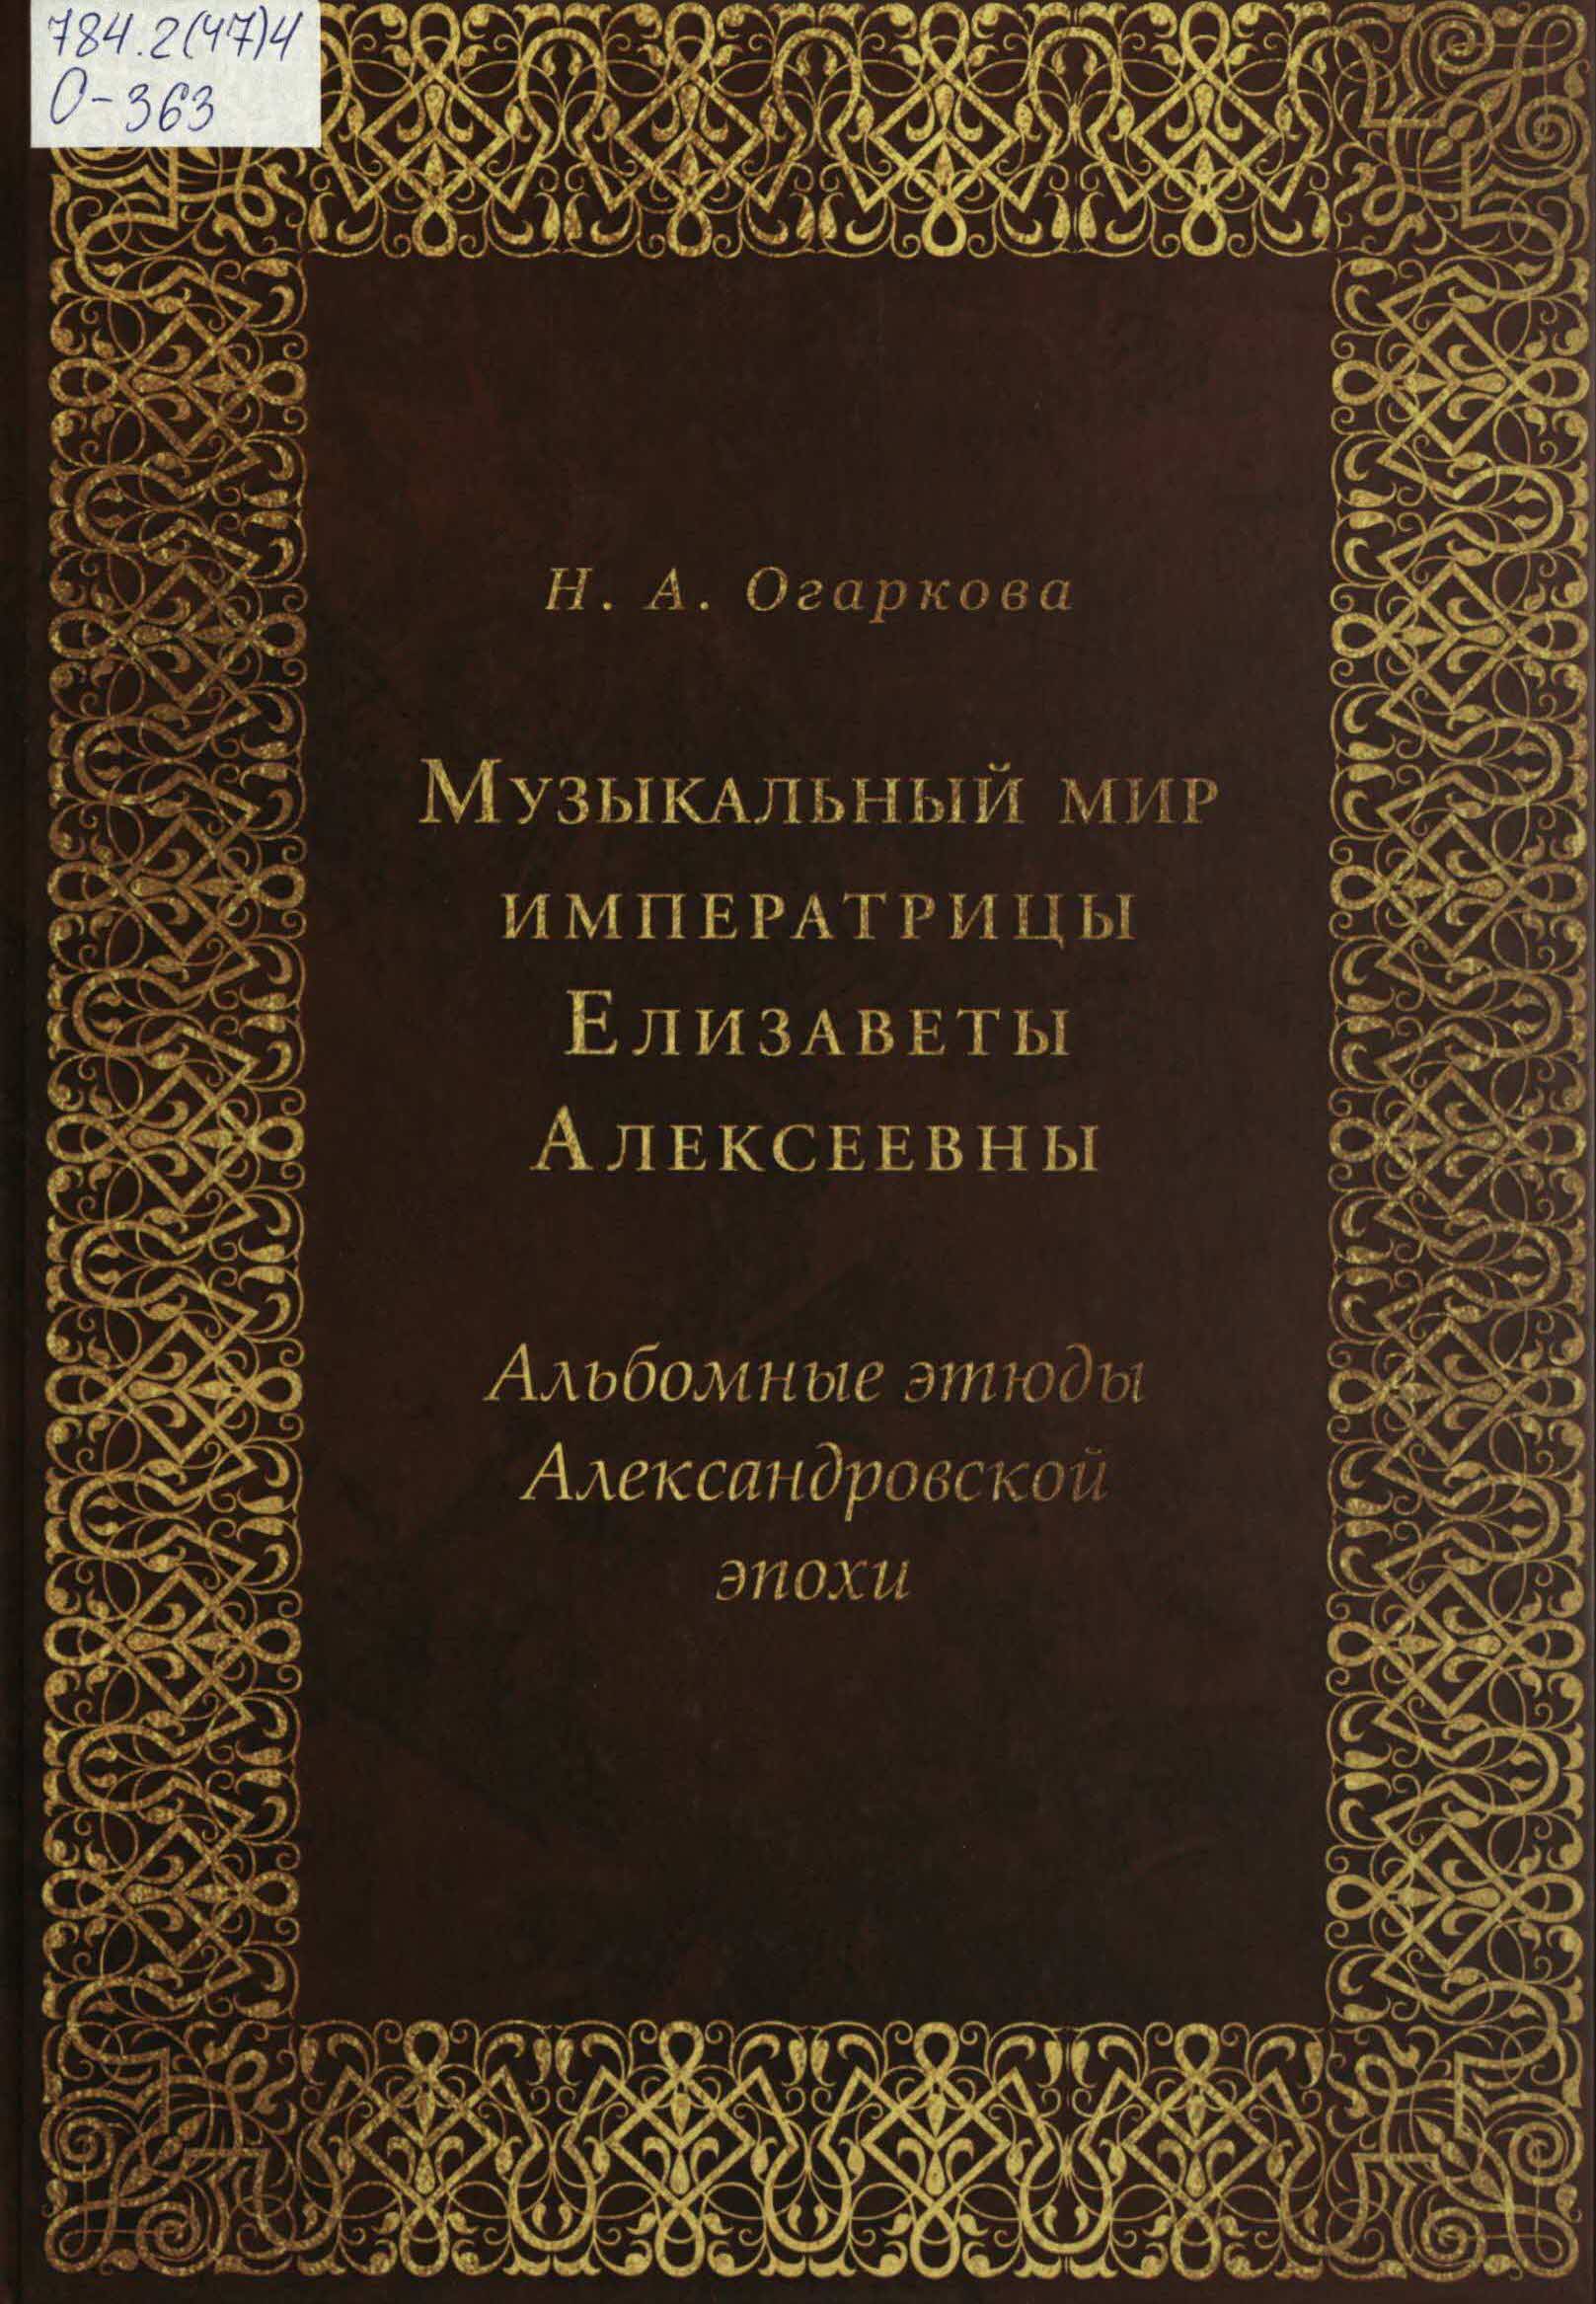 784.2(47)4
О-363
Н. А. Огаркова
Музыкальный мир
императрицы
Елизаветы
Алексеевны
Альбомные этюды
Александровской
эпохи